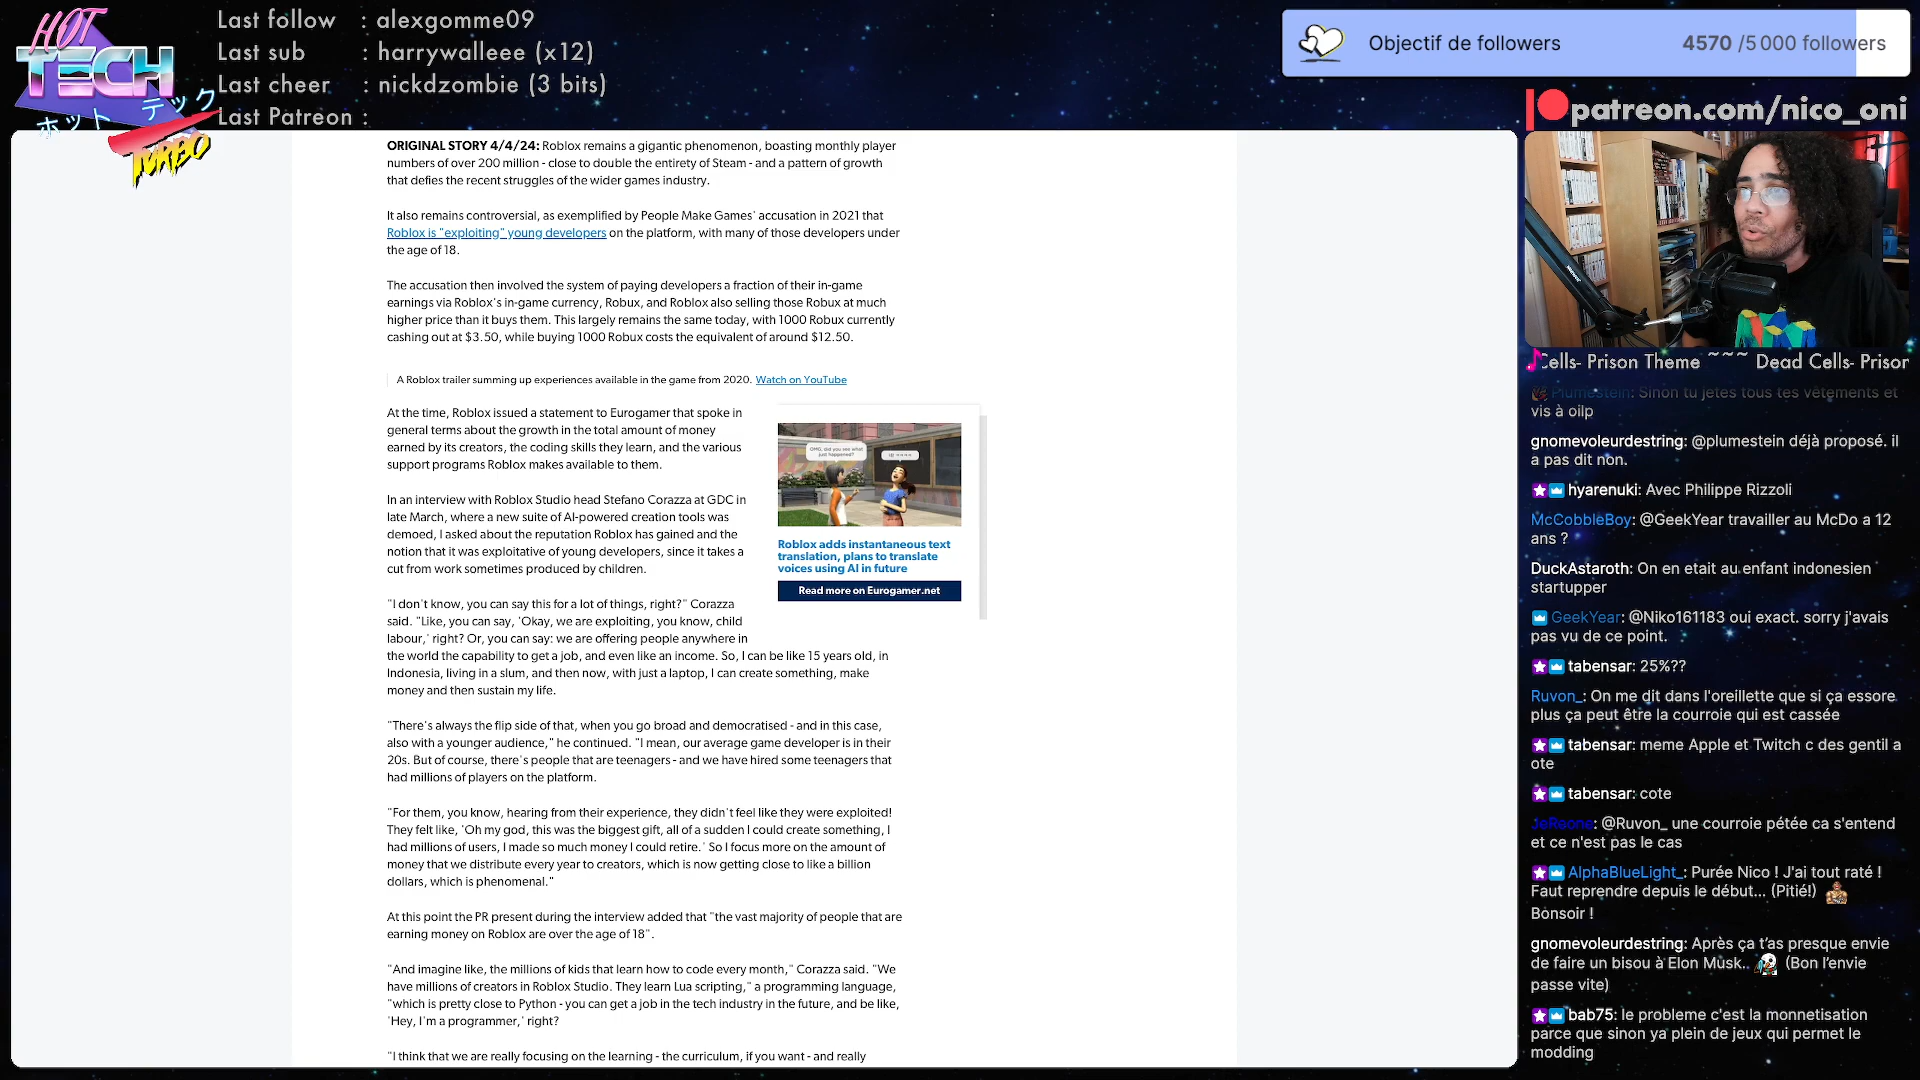 HOT
TECH
ホット テック
TURBO
Last follow : alexgomme09
Last sub : harrywalleee (x12)
Last cheer : nickdzombie (3 bits)
Last Patreon :
Objectif de followers 4570 /5 000 followers
patreon.com/nico_oni
ORIGINAL STORY 4/4/24: Roblox remains a gigantic phenomenon, boasting monthly player
numbers of over 200 million - close to double the entirety of Steam - and a pattern of growth
that defies the recent struggles of the wider games industry.
It also remains controversial, as exemplified by People Make Games' accusation in 2021 that
Roblox is "exploiting" young developers on the platform, with many of those developers under
the age of 18.
The accusation then involved the system of paying developers a fraction of their in-game
earnings via Roblox's in-game currency, Robux, and Roblox also selling those Robux at much
higher price than it buys them. This largely remains the same today, with 1000 Robux currently
cashing out at $3.50, while buying 1000 Robux costs the equivalent of around $12.50.
A Roblox trailer summing up experiences available in the game from 2020. Watch on YouTube
At the time, Roblox issued a statement to Eurogamer that spoke in
general terms about the growth in the total amount of money
earned by its creators, the coding skills they learn, and the various
support programs Roblox makes available to them.
In an interview with Roblox Studio head Stefano Corazza at GDC in
late March, where a new suite of AI-powered creation tools was
demoed, I asked about the reputation Roblox has gained and the
notion that it was exploitative of young developers, since it takes a
cut from work sometimes produced by children.
"I don't know, you can say this for a lot of things, right?" Corazza
said. "Like, you can say, 'Okay, we are exploiting, you know, child
labour,' right? Or, you can say: we are offering people anywhere in
the world the capability to get a job, and even like an income. So, I can be like 15 years old, in
Indonesia, living in a slum, and then now, with just a laptop, I can create something, make
money and then sustain my life.
"There's always the flip side of that, when you go broad and democratised - and in this case,
also with a younger audience," he continued. "I mean, our average game developer is in their
20s. But of course, there's people that are teenagers - and we have hired some teenagers that
had millions of players on the platform.
"For them, you know, hearing from their experience, they didn't feel like they were exploited!
They felt like, 'Oh my god, this was the biggest gift, all of a sudden I could create something, I
had millions of users, I made so much money I could retire.' So I focus more on the amount of
money that we distribute every year to creators, which is now getting close to like a billion
dollars, which is phenomenal."
At this point the PR present during the interview added that "the vast majority of people that are
earning money on Roblox are over the age of 18".
"And imagine like, the millions of kids that learn how to code every month," Corazza said. "We
have millions of creators in Roblox Studio. They learn Lua scripting," a programming language,
"which is pretty close to Python - you can get a job in the tech industry in the future, and be like,
'Hey, I'm a programmer,' right?
"I think that we are really focusing on the learning - the curriculum, if you want - and really
OMG, did you see what
just happened?
Roblox adds instantaneous text
translation, plans to translate
voices using AI in future
Read more on Eurogamer.net
Cells- Prison Theme ~~~ Dead Cells- Prisor
Plumestein: Sinon tu jetes tous tes vêtements et
vis à oilp
gnomevoleurdestring: @plumestein déjà proposé. il
a pas dit non.
hyarenuki: Avec Philippe Rizzoli
McCobbleBoy: @GeekYear travailler au McDo a 12
ans ?
DuckAstaroth: On en etait au enfant indonesien
startupper
GeekYear: @Niko161183 oui exact. sorry j'avais
pas vu de ce point.
tabensar: 25%??
Ruvon_: On me dit dans l'oreillette que si ça essore
plus ça peut être la courroie qui est cassée
tabensar: meme Apple et Twitch c des gentil a
ote
tabensar: cote
JeReone: @Ruvon_ une courroie pétée ca s'entend
et ce n'est pas le cas
AlphaBlueLight_: Purée Nico ! J'ai tout raté !
Faut reprendre depuis le début... (Pitié!)
Bonsoir !
gnomevoleurdestring: Après ça t’as presque envie
de faire un bisou à Elon Musk.. (Bon l’envie
passe vite)
bab75: le probleme c'est la monnetisation
parce que sinon ya plein de jeux qui permet le
modding